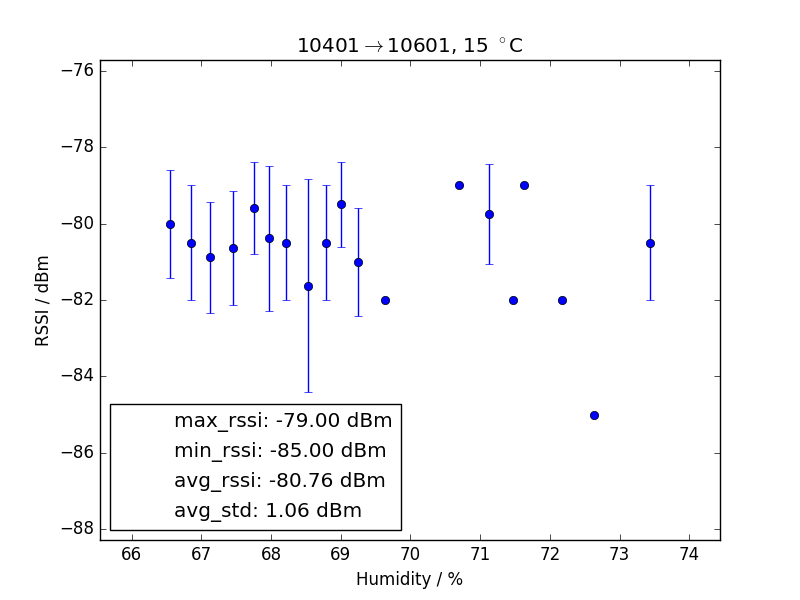 10401→10601, 15 °C
RSSI / dBm
−76
−78
−80
−82
−84
−86
−88
max_rssi: -79.00 dBm
min_rssi: -85.00 dBm
avg_rssi: -80.76 dBm
avg_std: 1.06 dBm
66 67 68 69 70 71 72 73 74
Humidity / %